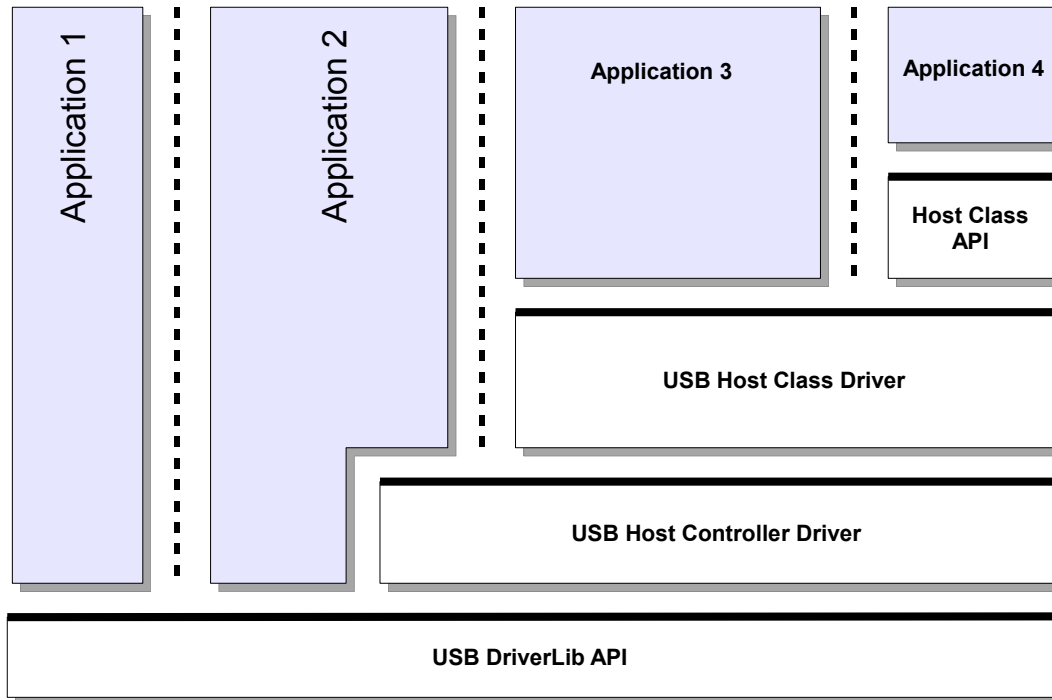 Application 1
Application 2
Application 3
Application 4
Host Class
API
USB Host Class Driver
USB Host Controller Driver
USB DriverLib API